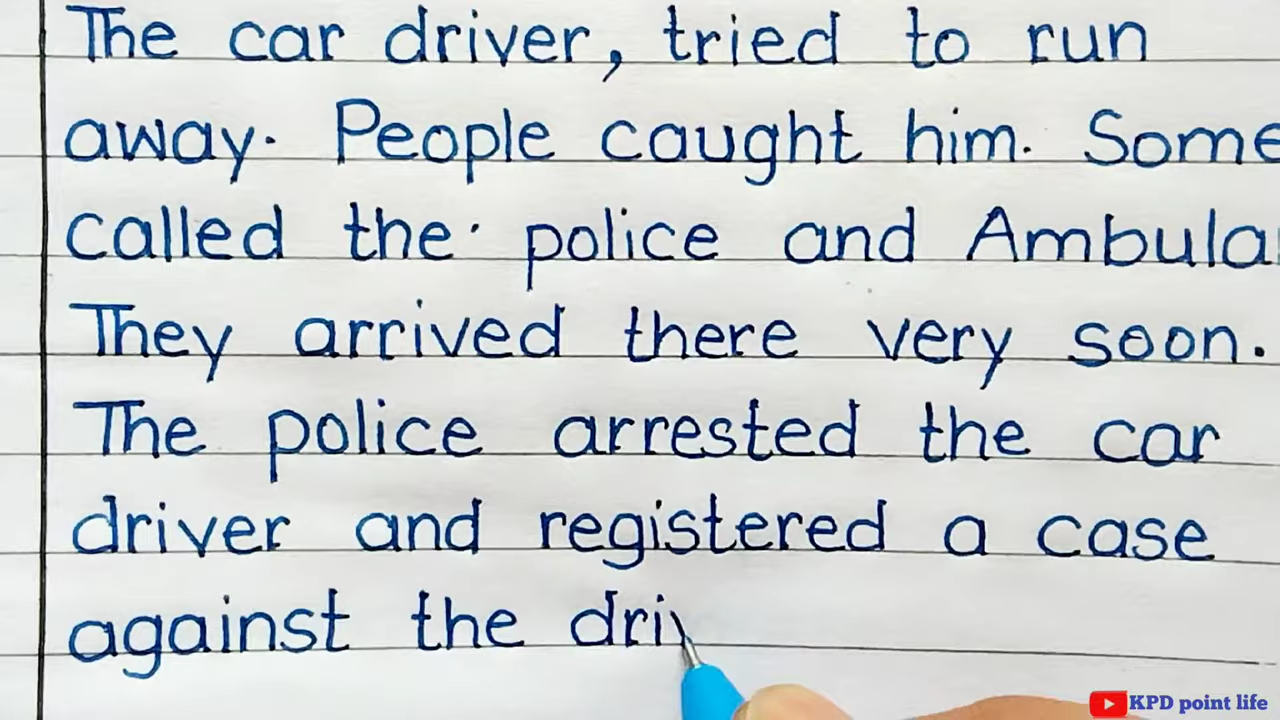 The car driver, tried to run
away. People caught him. Some
called the police and Ambula
They arrived there very soon.
The police arrested the car
driver and registered a case
against the driv
KPD point life